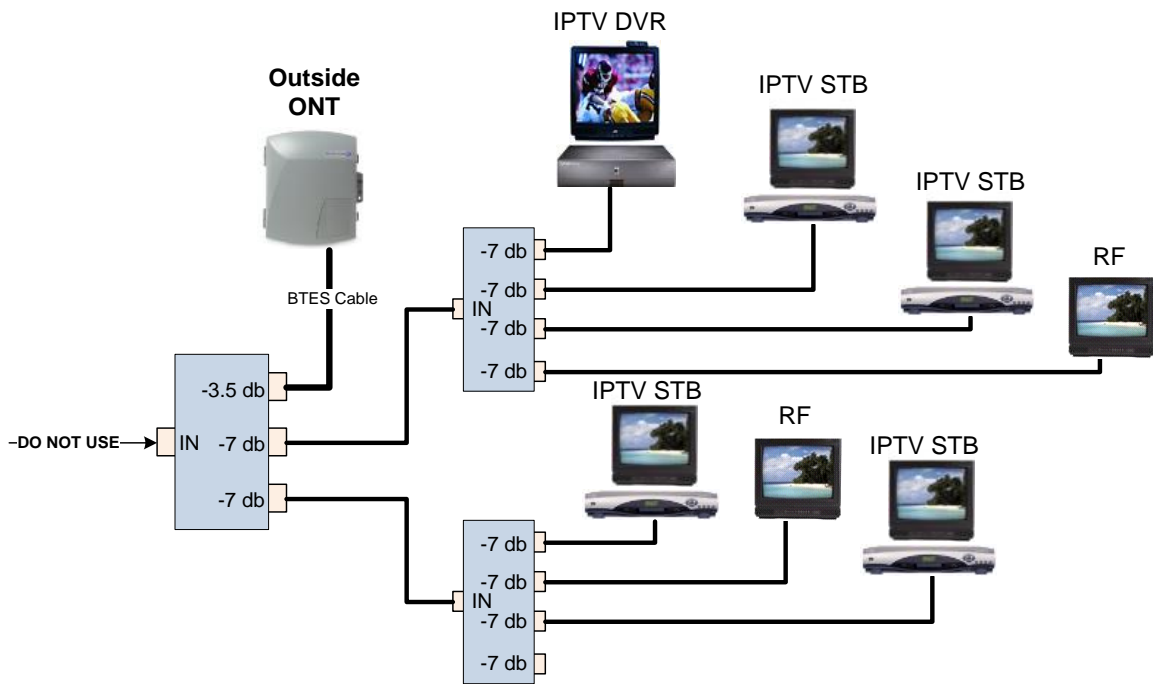 IPTV DVR
Outside
ONT
IPTV STB
IPTV STB
RF
BTES Cable
-7 db
-7 db
IN
-7 db
-7 db
-3.5 db
–DO NOT USE
IN
-7 db
-7 db
IPTV STB
RF
IPTV STB
-7 db
-7 db
IN
-7 db
-7 db